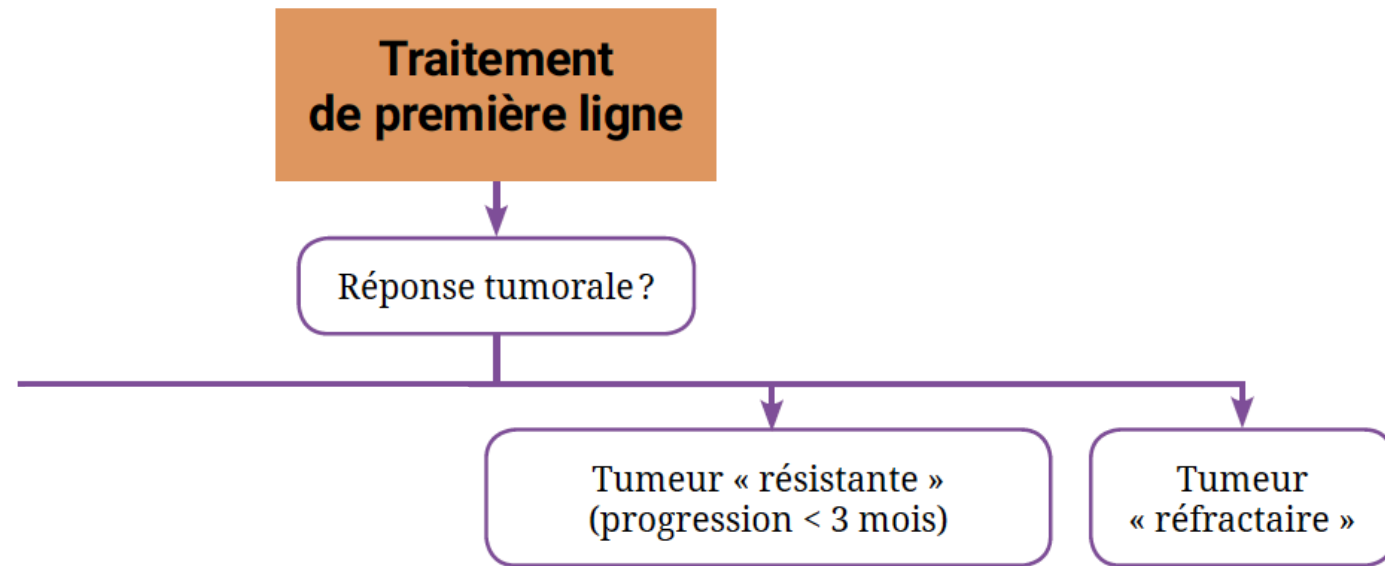 Traitement
de première ligne
Réponse tumorale ?
Tumeur « résistante »
(progression < 3 mois)
Tumeur
« réfractaire »